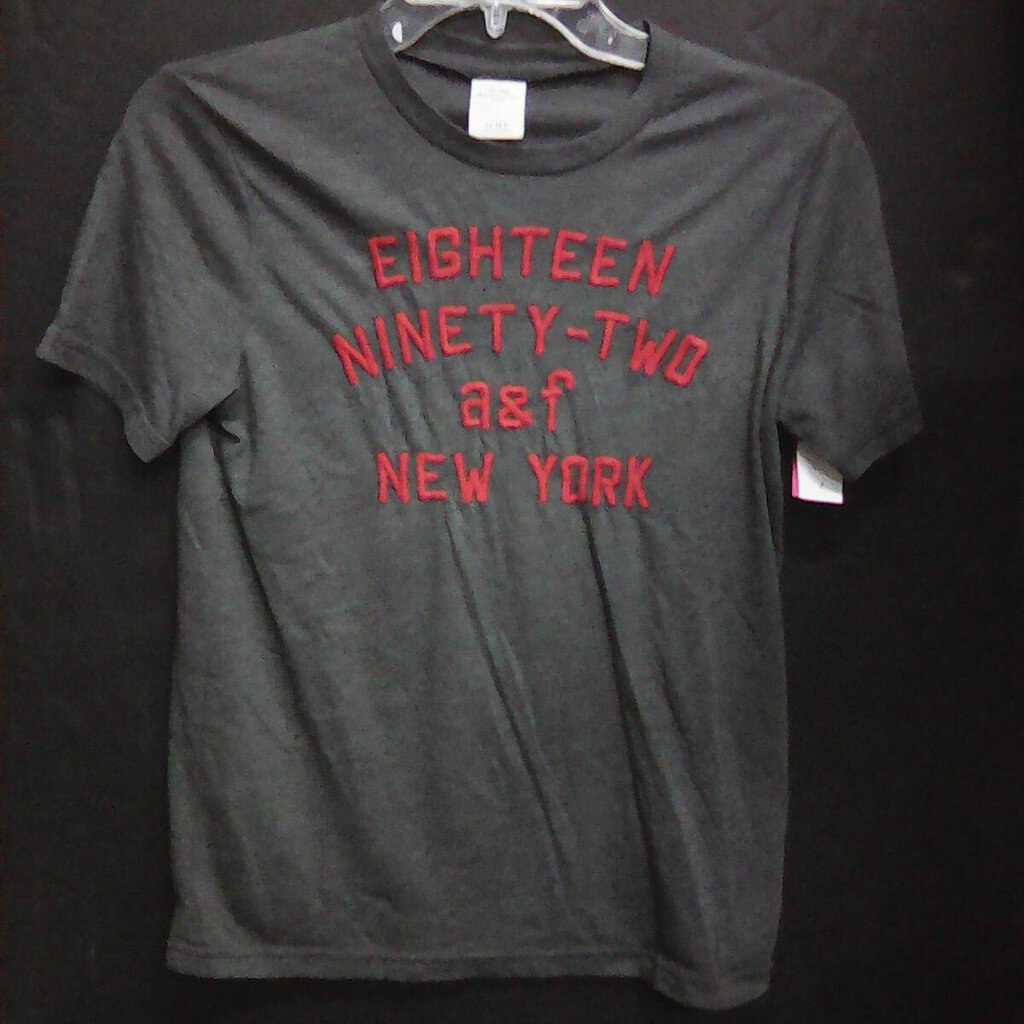 EIGHTEEN
NINETY-TWO
a&f
NEW YORK